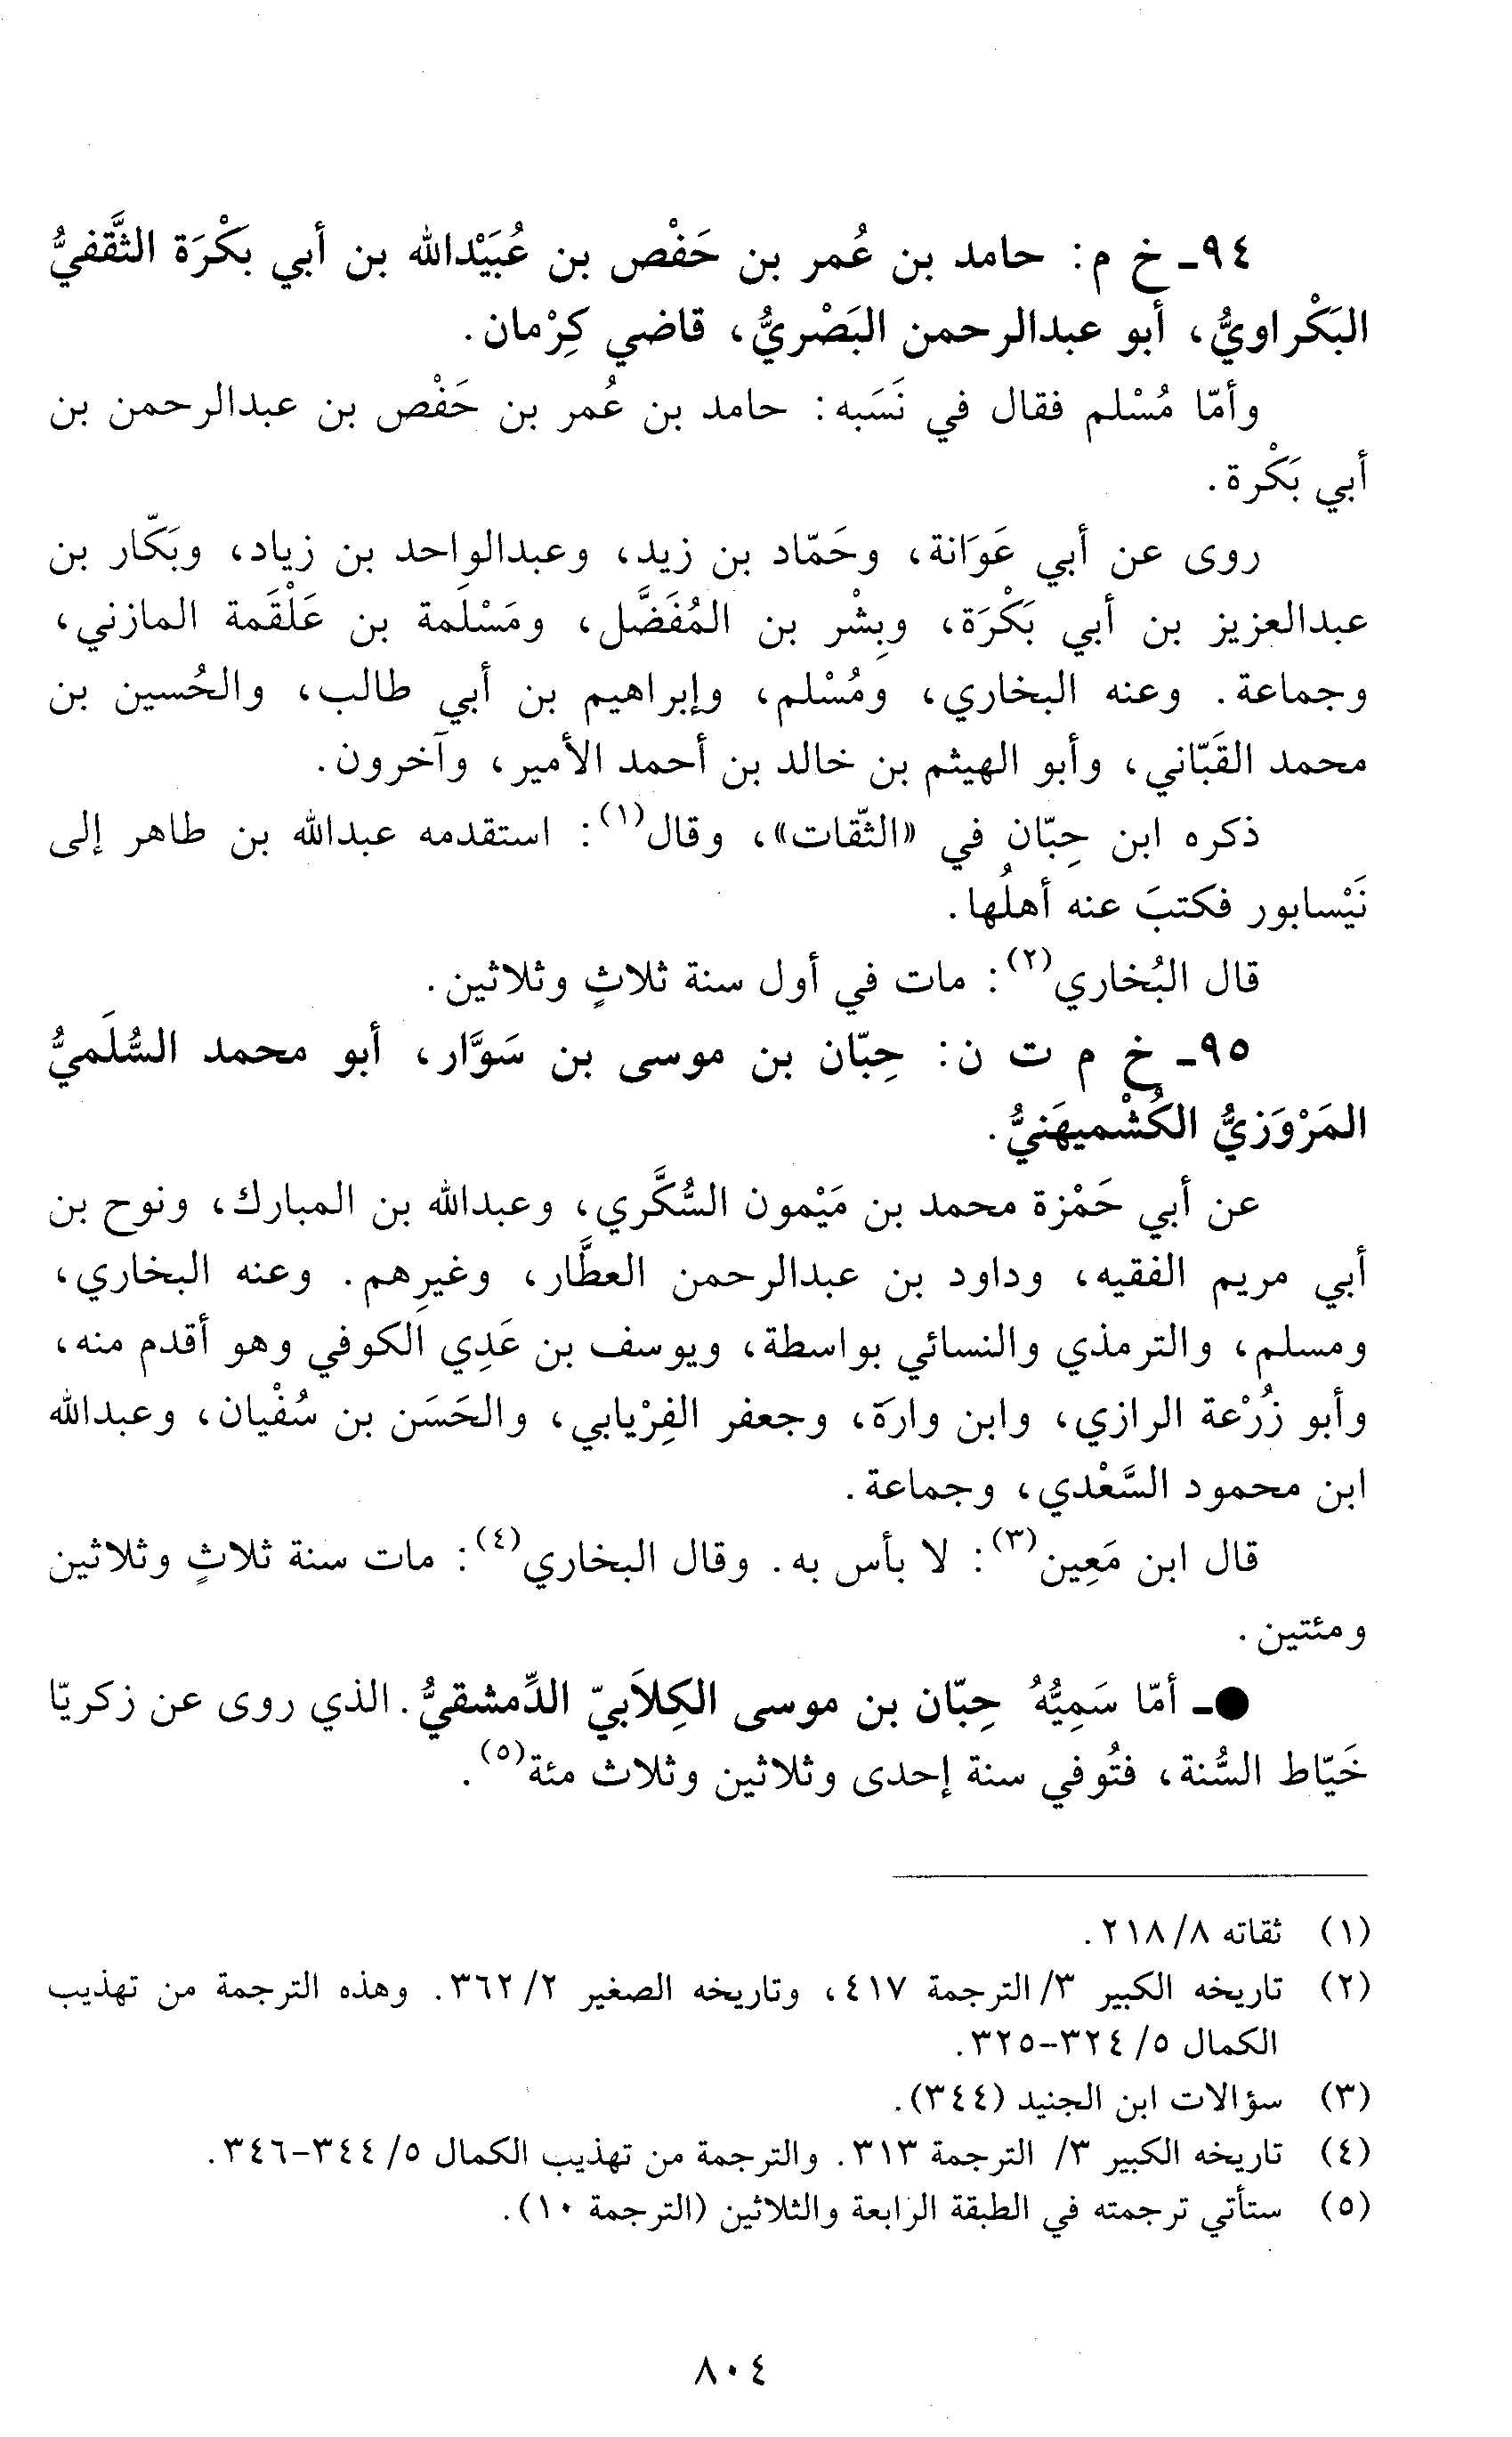 ٩٤ـ خ م: حامد بن عُمر بن حَفْص بن عُبَيْدالله بن أبي بكْرَة الثَّقفيُّ
البَكْراويُّ، أبو عبدالرحمن البَصْريُّ، قاضي كِرْمان.
وأمّا مُسْلم فقال في نَسَبه: حامد بن عُمر بن حَفْص بن عبدالرحمن بن
أبي بَكْرة.
روى عن أبي عَوَانة، وحَمّاد بن زيد، وعبدالواحد بن زياد، وبَكّار بن
عبدالعزيز بن أبي بَكْرَة، وبِشْر بن المُفَضَّل، ومَسْلَمة بن عَلْقَمة المازني،
وجماعة. وعنه البخاري، ومُسْلم، وإبراهيم بن أبي طالب، والحُسين بن
محمد القَبّاني، وأبو الهيثم بن خالد بن أحمد الأمير، وآخرون.
ذكره ابن حِبّان في «الثّقات»، وقال(١): استقدمه عبدالله بن طاهر إلى
نَيْسابور فكتبَ عنه أهلُها.
قال البُخاري(٢): مات في أول سنة ثلاثٍ وثلاثين.
٩٥ـ خ م ت ن: حِبّان بن موسى بن سَوَّار، أبو محمد السُّلَميُّ
المَرْوَزيُّ الكُشْميهَنيُّ.
عن أبي حَمْزة محمد بن مَيْمون السُّكَّري، وعبدالله بن المبارك، ونوح بن
أبي مريم الفقيه، وداود بن عبدالرحمن العطَّار، وغيرِهم. وعنه البخاري،
ومسلم، والترمذي والنسائي بواسطة، ويوسف بن عَدِي الكوفي وهو أقدم منه،
وأبو زُرْعة الرازي، وابن وارَة، وجعفر الفِرْيابي، والحَسَن بن سُفْيان، وعبدالله
ابن محمود السَّعْدي، وجماعة.
قال ابن مَعِين(٣): لا بأس به. وقال البخاري(٤): مات سنة ثلاثٍ وثلاثين
ومئتين.
●ـ أمّا سَمِيُّهُ حِبّان بن موسى الكِلاَبيّ الدِّمشقيُّ. الذي روى عن زكريّا
خَيّاط السُّنة، فتُوفي سنة إحدى وثلاثين وثلاث مئة(٥).
(١) ثقاته ٨/ ٢١٨.
(٢) تاريخه الكبير ٣/ الترجمة ٤١٧، وتاريخه الصغير ٢/ ٣٦٢. وهذه الترجمة من تهذيب
الكمال ٥/ ٣٢٤-٣٢٥.
(٣) سؤالات ابن الجنيد (٣٤٤).
(٤) تاريخه الكبير ٣/ الترجمة ٣١٣. والترجمة من تهذيب الكمال ٥/ ٣٤٤-٣٤٦.
(٥) ستأتي ترجمته في الطبقة الرابعة والثلاثين (الترجمة ١٠).
٨٠٤